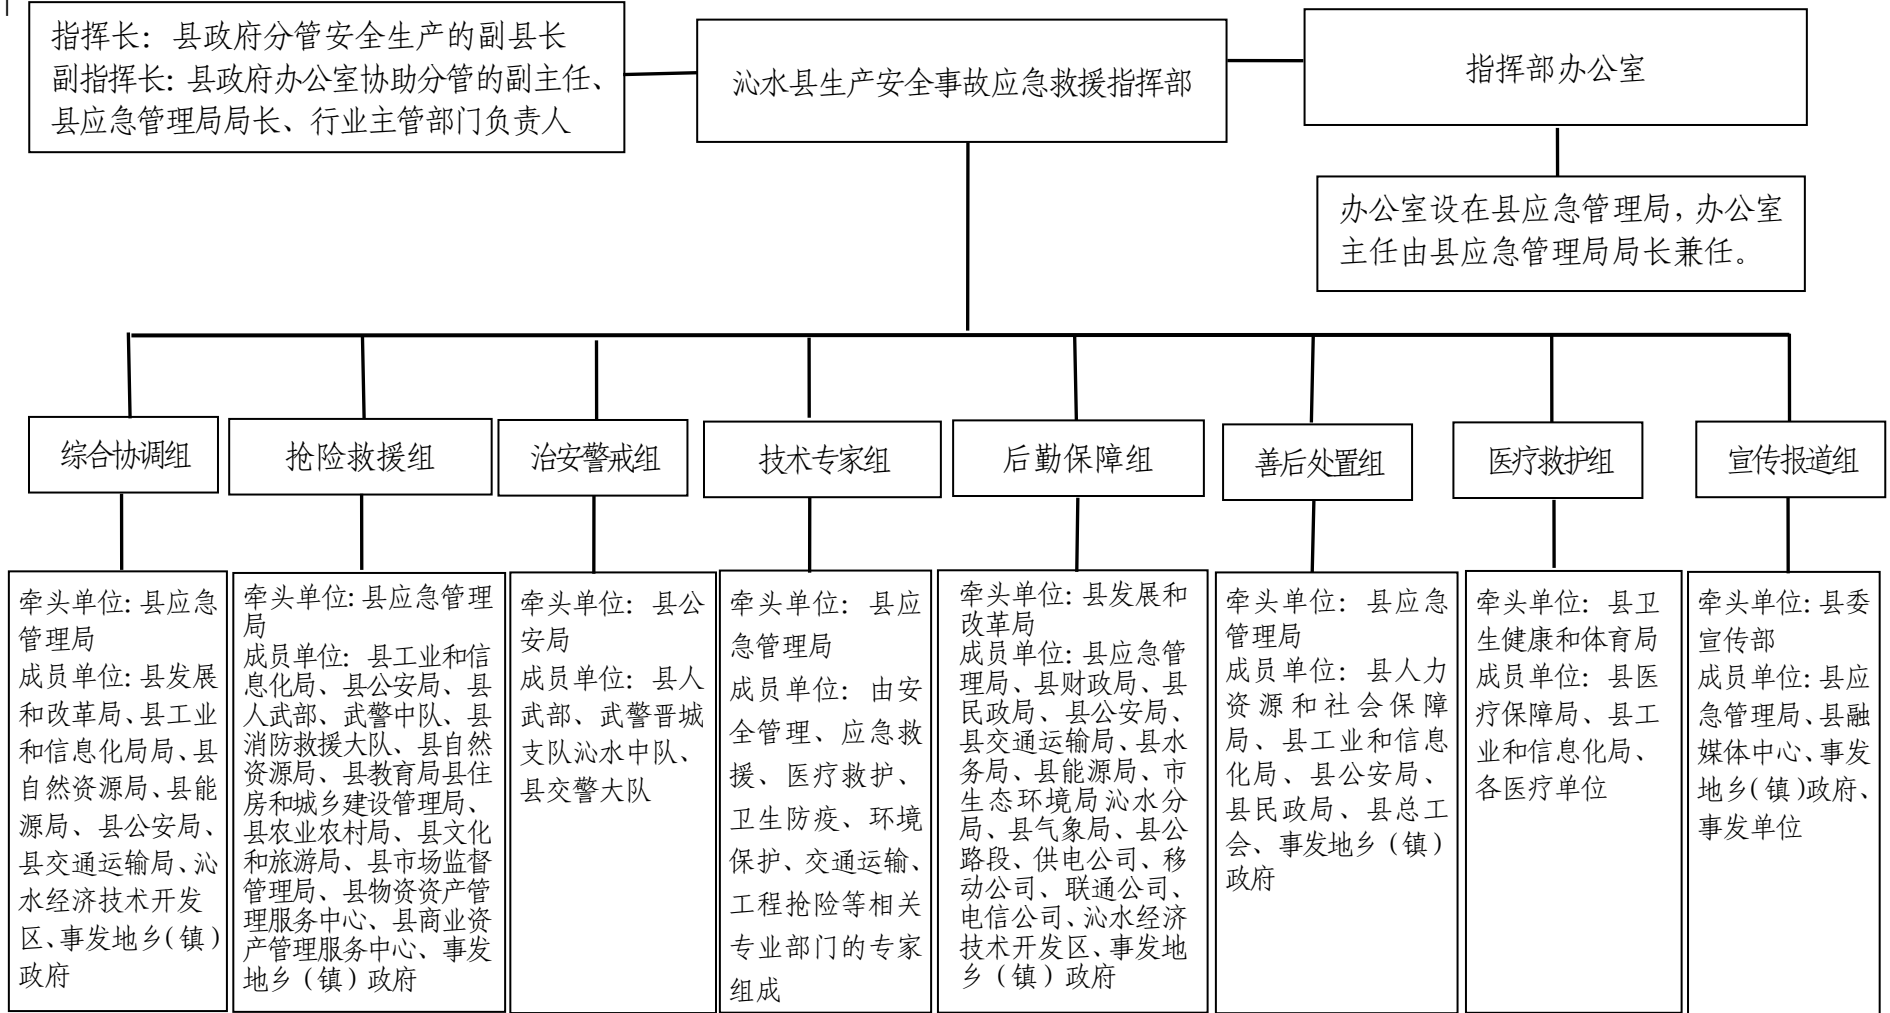 指挥长：县政府分管安全生产的副县长
副指挥长：县政府办公室协助分管的副主任、
县应急管理局局长、行业主管部门负责人
沁水县生产安全事故应急救援指挥部
指挥部办公室
办公室设在县应急管理局，办公室
主任由县应急管理局局长兼任。
综合协调组
抢险救援组
治安警戒组
技术专家组
后勤保障组
善后处置组
医疗救护组
宣传报道组
牵头单位：县应急
管理局
成员单位：县发展
和改革局、县工业
和信息化局局、县
自然资源局、县能
源局、县公安局、
县交通运输局、沁
水经济技术开发
区、事发地乡（镇）
政府
牵头单位：县应急管理
局
成员单位：县工业和信
息化局、县公安局、县
人武部、武警中队、县
消防救援大队、县自然
资源局、县教育局县住
房和城乡建设管理局、
县农业农村局、县文化
和旅游局、县市场监督
管理局、县物资资产管
理服务中心、县商业资
产管理服务中心、事发
地乡（镇）政府
牵头单位：县公
安局
成员单位：县人
武部、武警晋城
支队沁水中队、
县交警大队
牵头单位：县应
急管理局
成员单位：由安
全管理、应急救
援、医疗救护、
卫生防疫、环境
保护、交通运输、
工程抢险等相关
专业部门的专家
组成
牵头单位：县发展和
改革局
成员单位：县应急管
理局、县财政局、县
民政局、县公安局、
县交通运输局、县水
务局、县能源局、市
生态环境局沁水分
局、县气象局、县公
路段、供电公司、移
动公司、联通公司、
电信公司、沁水经济
技术开发区、事发地
乡（镇）政府
牵头单位：县应急
管理局
成员单位：县人力
资源和社会保障
局、县工业和信息
化局、县公安局、
县民政局、县总工
会、事发地乡（镇）
政府
牵头单位：县卫
生健康和体育局
成员单位：县医
疗保障局、县工
业和信息化局、
各医疗单位
牵头单位：县委
宣传部
成员单位：县应
急管理局、县融
媒体中心、事发
地乡（镇）政府、
事发单位